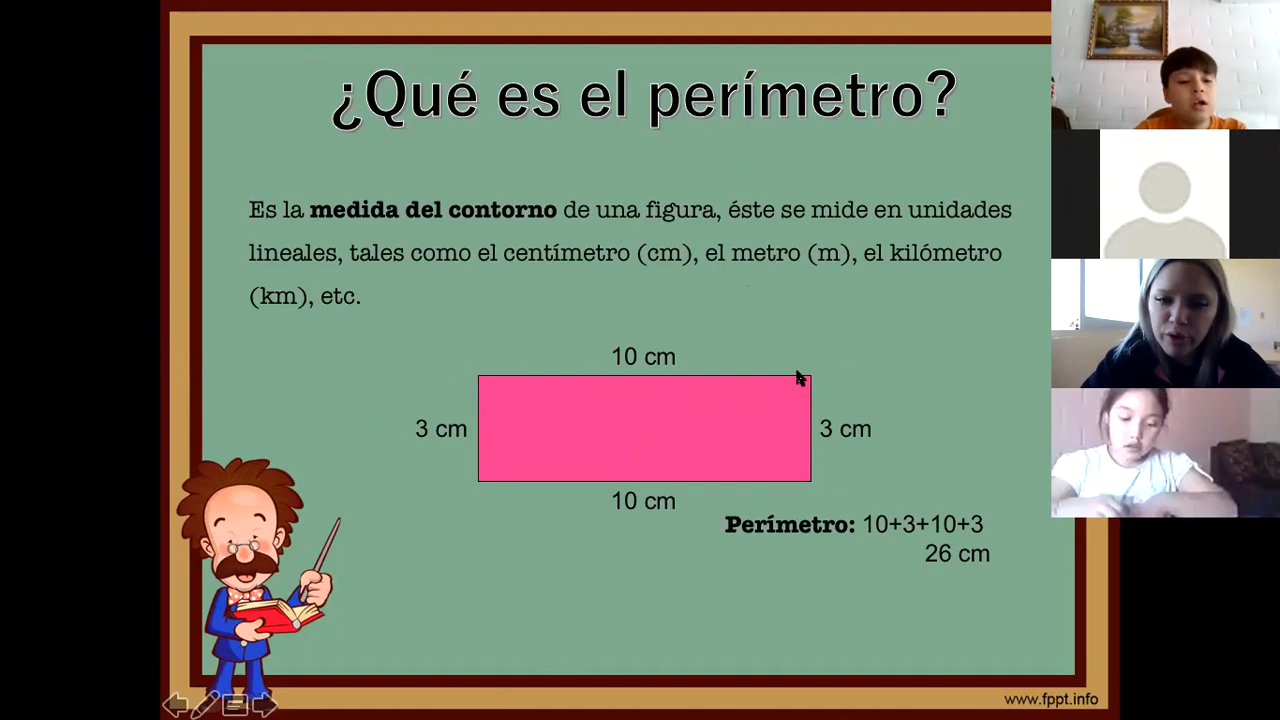 ¿Qué es el perímetro?
Es la medida del contorno de una figura, éste se mide en unidades
lineales, tales como el centímetro (cm), el metro (m), el kilómetro
(km), etc.
10 cm
3 cm
3 cm
10 cm
Perímetro: 10+3+10+3
26 cm
www.fppt.info